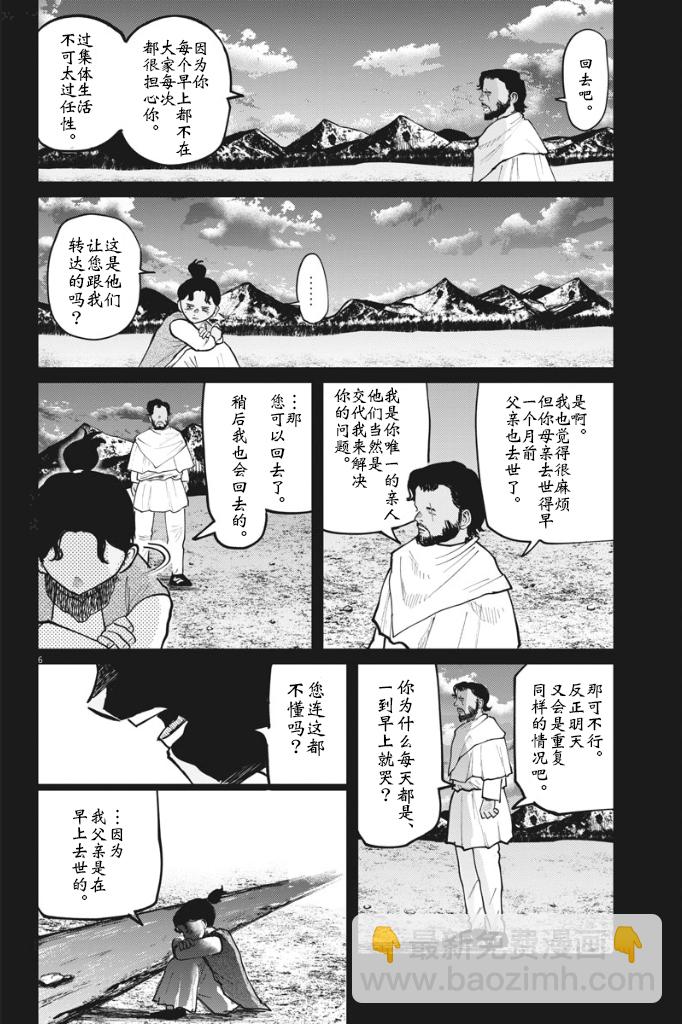 回去吧。
因为你
每个早上都不在
大家每次
都很担心你。
过集体生活
不可太过任性。
……
这是他们
让您跟我
转达的吗？
是啊。
我也觉得很麻烦
但你母亲去世得早
一个月前
父亲也去世了。
我是你唯一的亲人
他们当然是
交代我来解决
你的问题。
…那
您可以回去了。
稍后我也会回去的。
6
那可不行。
反正明天
又会是重复
同样的情况吧。
你为什么每天都是、
一到早上就哭？
您连这都
不懂吗？
…因为
我父亲是在
早上去世的。
👇最新免费漫画👇
www.baozimh.com